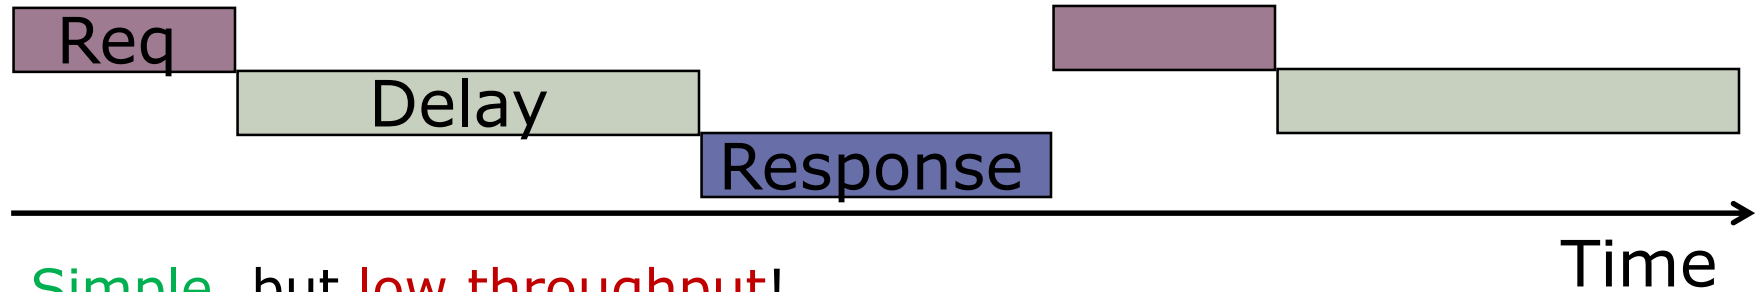 Req
Delay
Response
Time
Simple, but low throughput!